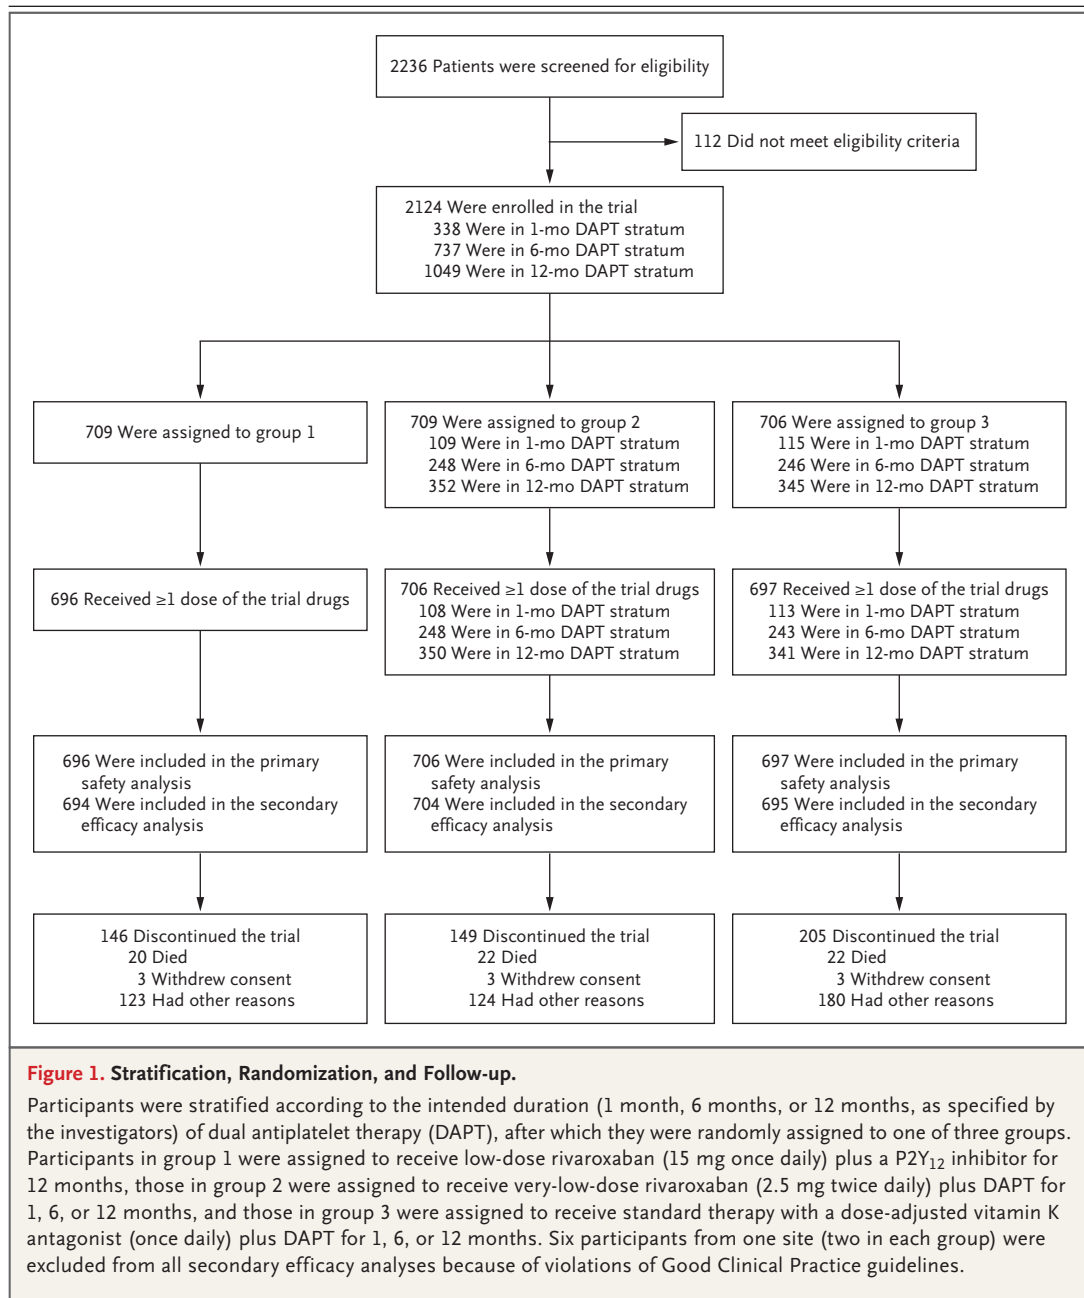 2236 Patients were screened for eligibility
112 Did not meet eligibility criteria
2124 Were enrolled in the trial
338 Were in 1-mo DAPT stratum
737 Were in 6-mo DAPT stratum
1049 Were in 12-mo DAPT stratum
709 Were assigned to group 1
709 Were assigned to group 2
109 Were in 1-mo DAPT stratum
248 Were in 6-mo DAPT stratum
352 Were in 12-mo DAPT stratum
706 Were assigned to group 3
115 Were in 1-mo DAPT stratum
246 Were in 6-mo DAPT stratum
345 Were in 12-mo DAPT stratum
696 Received ≥1 dose of the trial drugs
706 Received ≥1 dose of the trial drugs
108 Were in 1-mo DAPT stratum
248 Were in 6-mo DAPT stratum
350 Were in 12-mo DAPT stratum
697 Received ≥1 dose of the trial drugs
113 Were in 1-mo DAPT stratum
243 Were in 6-mo DAPT stratum
341 Were in 12-mo DAPT stratum
696 Were included in the primary
safety analysis
694 Were included in the secondary
efficacy analysis
706 Were included in the primary
safety analysis
704 Were included in the secondary
efficacy analysis
697 Were included in the primary
safety analysis
695 Were included in the secondary
efficacy analysis
146 Discontinued the trial
20 Died
3 Withdrew consent
123 Had other reasons
149 Discontinued the trial
22 Died
3 Withdrew consent
124 Had other reasons
205 Discontinued the trial
22 Died
3 Withdrew consent
180 Had other reasons
Figure 1. Stratification, Randomization, and Follow-up.
Participants were stratified according to the intended duration (1 month, 6 months, or 12 months, as specified by
the investigators) of dual antiplatelet therapy (DAPT), after which they were randomly assigned to one of three groups.
Participants in group 1 were assigned to receive low-dose rivaroxaban (15 mg once daily) plus a P2Y₁₂ inhibitor for
12 months, those in group 2 were assigned to receive very-low-dose rivaroxaban (2.5 mg twice daily) plus DAPT for
1, 6, or 12 months, and those in group 3 were assigned to receive standard therapy with a dose-adjusted vitamin K
antagonist (once daily) plus DAPT for 1, 6, or 12 months. Six participants from one site (two in each group) were
excluded from all secondary efficacy analyses because of violations of Good Clinical Practice guidelines.